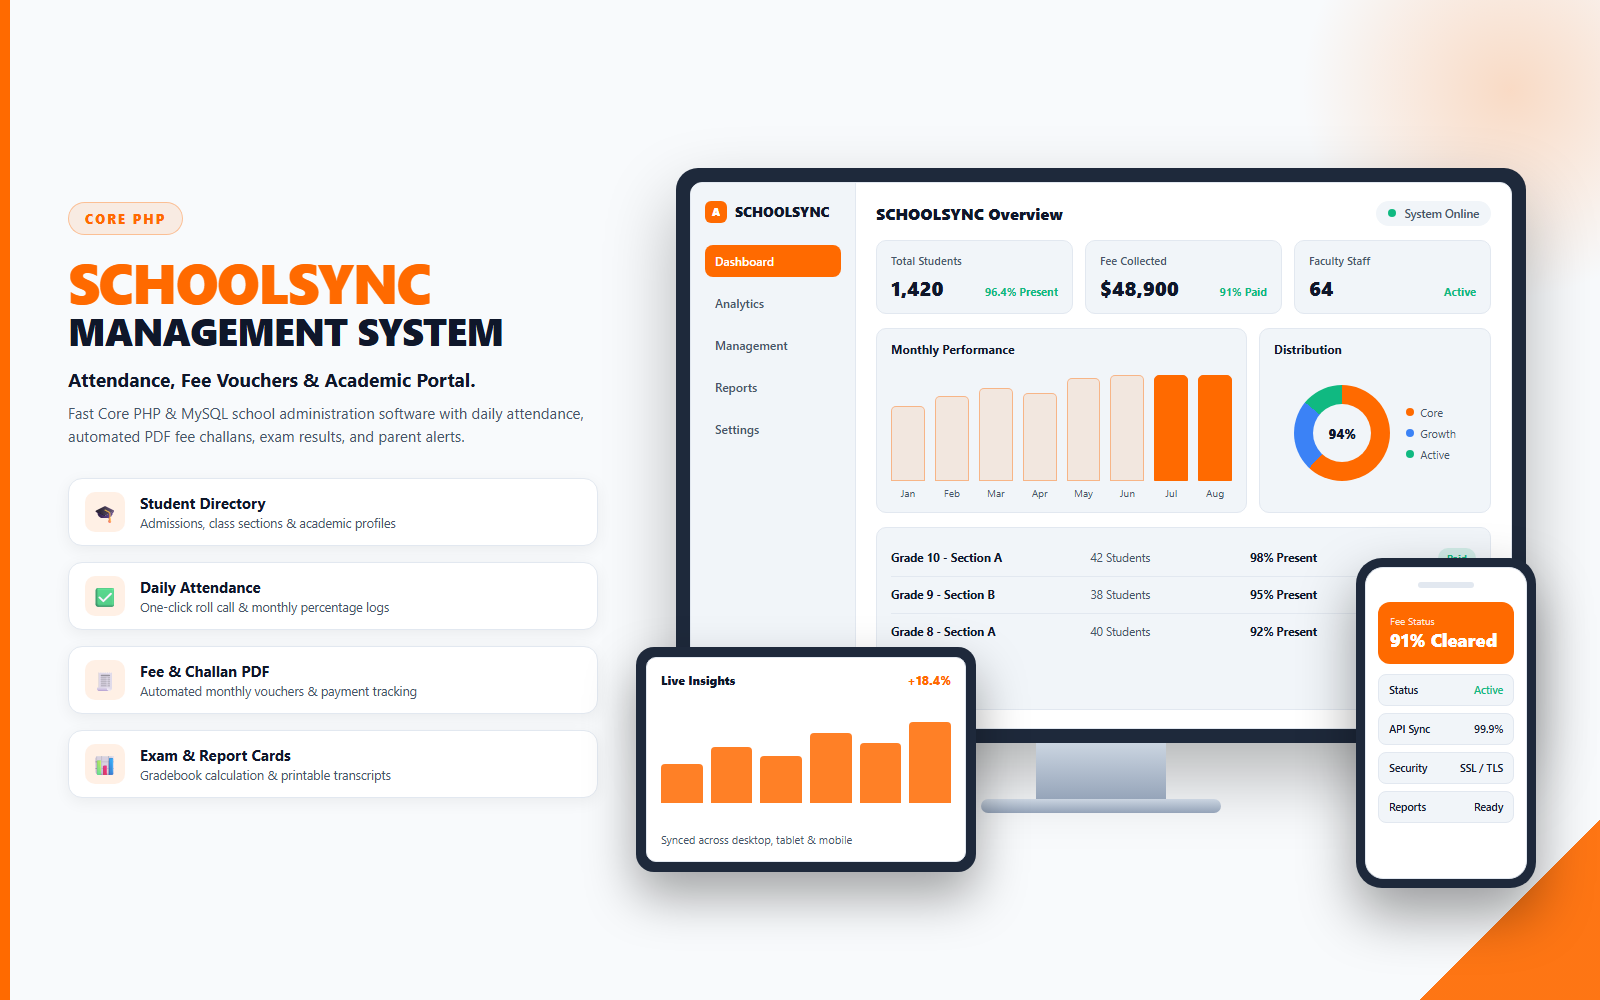 CORE PHP
SCHOOLSYNC
MANAGEMENT SYSTEM
Attendance, Fee Vouchers & Academic Portal.
Fast Core PHP & MySQL school administration software with daily attendance,
automated PDF fee challans, exam results, and parent alerts.
Student Directory
Admissions, class sections & academic profiles
Daily Attendance
One-click roll call & monthly percentage logs
Fee & Challan PDF
Automated monthly vouchers & payment tracking
Exam & Report Cards
Gradebook calculation & printable transcripts
A SCHOOLSYNC
Dashboard
Analytics
Management
Reports
Settings
SCHOOLSYNC Overview
System Online
Total Students
1,420 96.4% Present
Fee Collected
$48,900 91% Paid
Faculty Staff
64 Active
Monthly Performance
Jan Feb Mar Apr May Jun Jul Aug
Distribution
94%
Core
Growth
Active
Grade 10 - Section A 42 Students 98% Present Paid
Grade 9 - Section B 38 Students 95% Present
Grade 8 - Section A 40 Students 92% Present
Live Insights +18.4%
Synced across desktop, tablet & mobile
Fee Status
91% Cleared
Status Active
API Sync 99.9%
Security SSL / TLS
Reports Ready